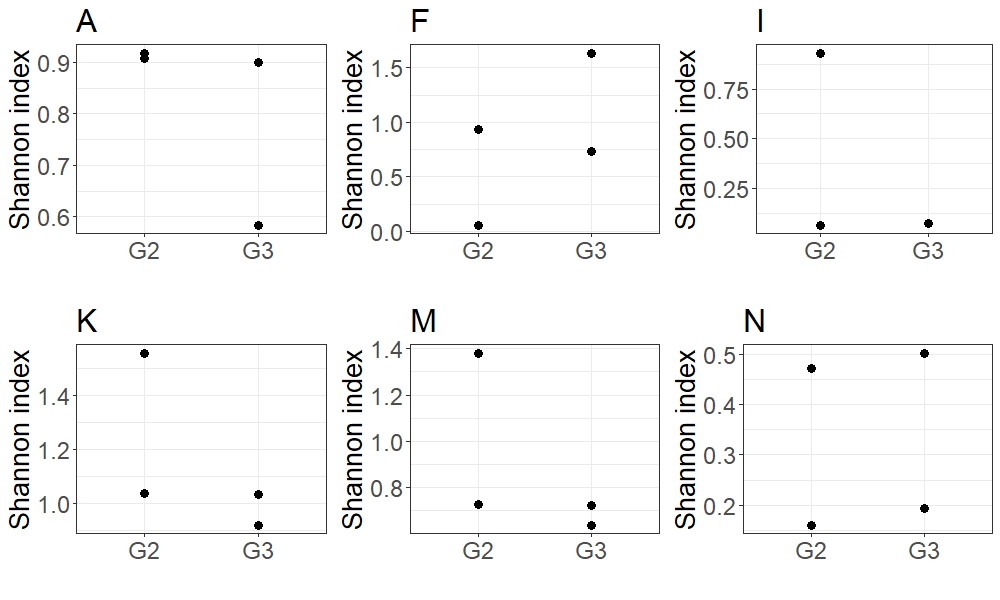 A
F
I
Shannon index
0.9
0.8
0.7
0.6
G2
G3
Shannon index
1.5
1.0
0.5
0.0
G2
G3
Shannon index
0.75
0.50
0.25
G2
G3
K
M
N
Shannon index
1.4
1.2
1.0
G2
G3
Shannon index
1.4
1.2
1.0
0.8
G2
G3
Shannon index
0.5
0.4
0.3
0.2
G2
G3